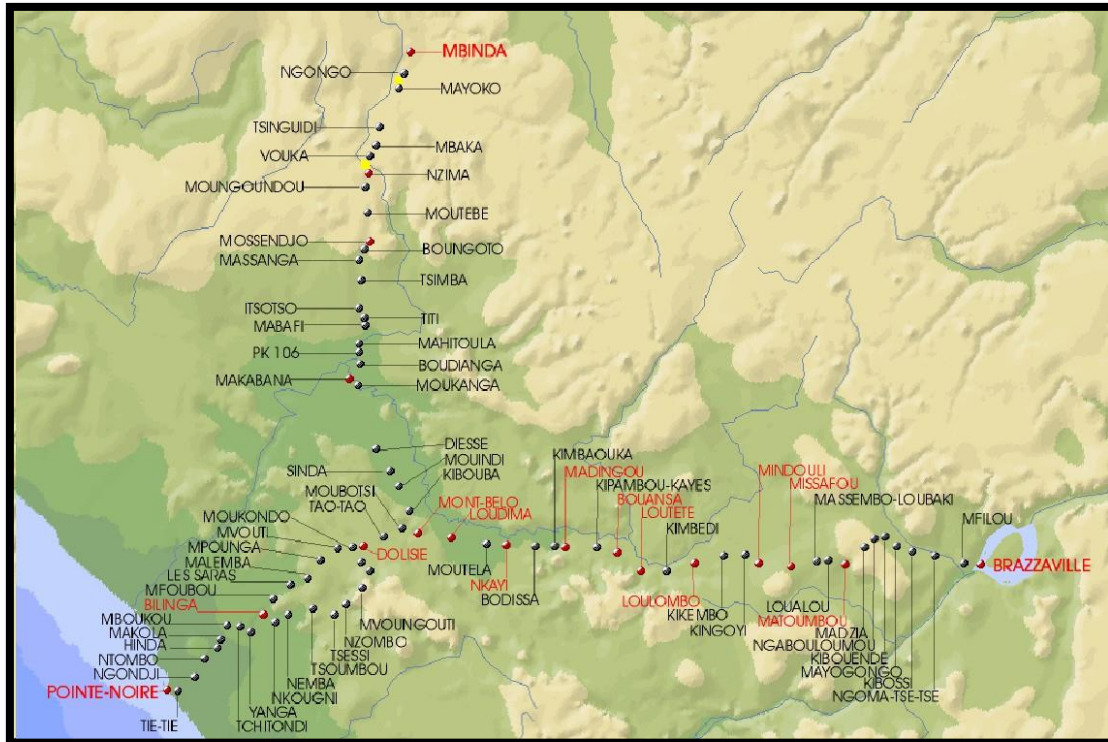 MBINDA
NGONGO
MAYOKO
TSINGUIDI
MBAKA
VOUKA
NZIMA
MOUNGOUNDOU
MOUTEBE
MOSSENDJO
BOUNGOTO
MASSANGA
TSIMBA
ITSOTSO
TITI
MABAFI
MAHITOULA
PK 106
BOUDIANGA
MAKABANA
MOUKANGA
DIESSE
MOUINDI
SINDA
KIBOUBA
MOUBOTSI
TAO-TAO
MONT-BELO
LOUDIMA
MOUKONDO
MVOUTI
DOLISIE
MPOUNGA
MALEMBA
LES SARAS
MFOUBOU
BILINGA
MBOUKOU
MAKOLA
HINDA
NTOMBO
NGONDJI
POINTE-NOIRE
TIE-TIE
YANGA
TCHITONDI
NKOUGNI
NEMBA
TSOUMBOU
TSESSI
NZOMBO
MVOUNGOUTI
MOUTELA
NKAYI
BODISSA
KIMBAOUKA
MADINGOU
KIPAMBOU-KAYES
BOUANSA
LOUTETE
KIMBEDI
LOULOMBO
KIKEMBO
KINGOYI
MINDOULI
MISSAFOU
MASSEMBO-LOUBAKI
LOUALOU
MATOUMBOU
MADZIA
NGABOULOUMOU
KIBOUENDE
MAYOGONGO
KIBOSSI
NGOMA-TSE-TSE
MFILOU
BRAZZAVILLE